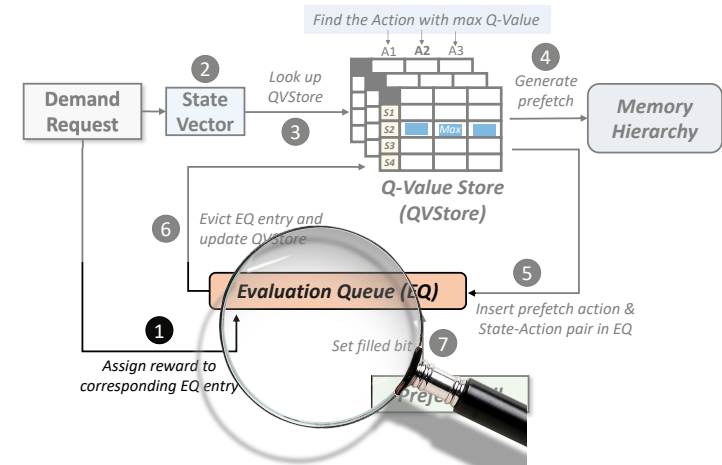 Find the Action with max Q-Value
A1 A2 A3
2
4
Look up
QVStore
Generate
prefetch
Demand
Request
State
Vector
Memory
Hierarchy
3
S1
S2 Max
S3
S4
Q-Value Store
(QVStore)
6
Evict EQ entry and
update QVStore
5
Evaluation Queue (EQ)
Insert prefetch action &
State-Action pair in EQ
1
Set filled bit
7
Assign reward to
corresponding EQ entry